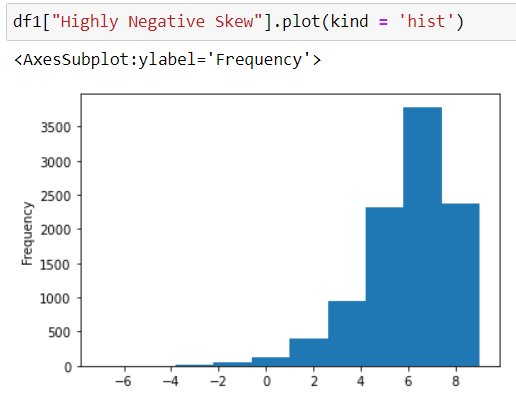 df1["Highly Negative Skew"].plot(kind = 'hist')
<AxesSubplot:ylabel='Frequency'>
3500
3000
2500
2000
1500
1000
500
0
Frequency
−6 −4 −2 0 2 4 6 8